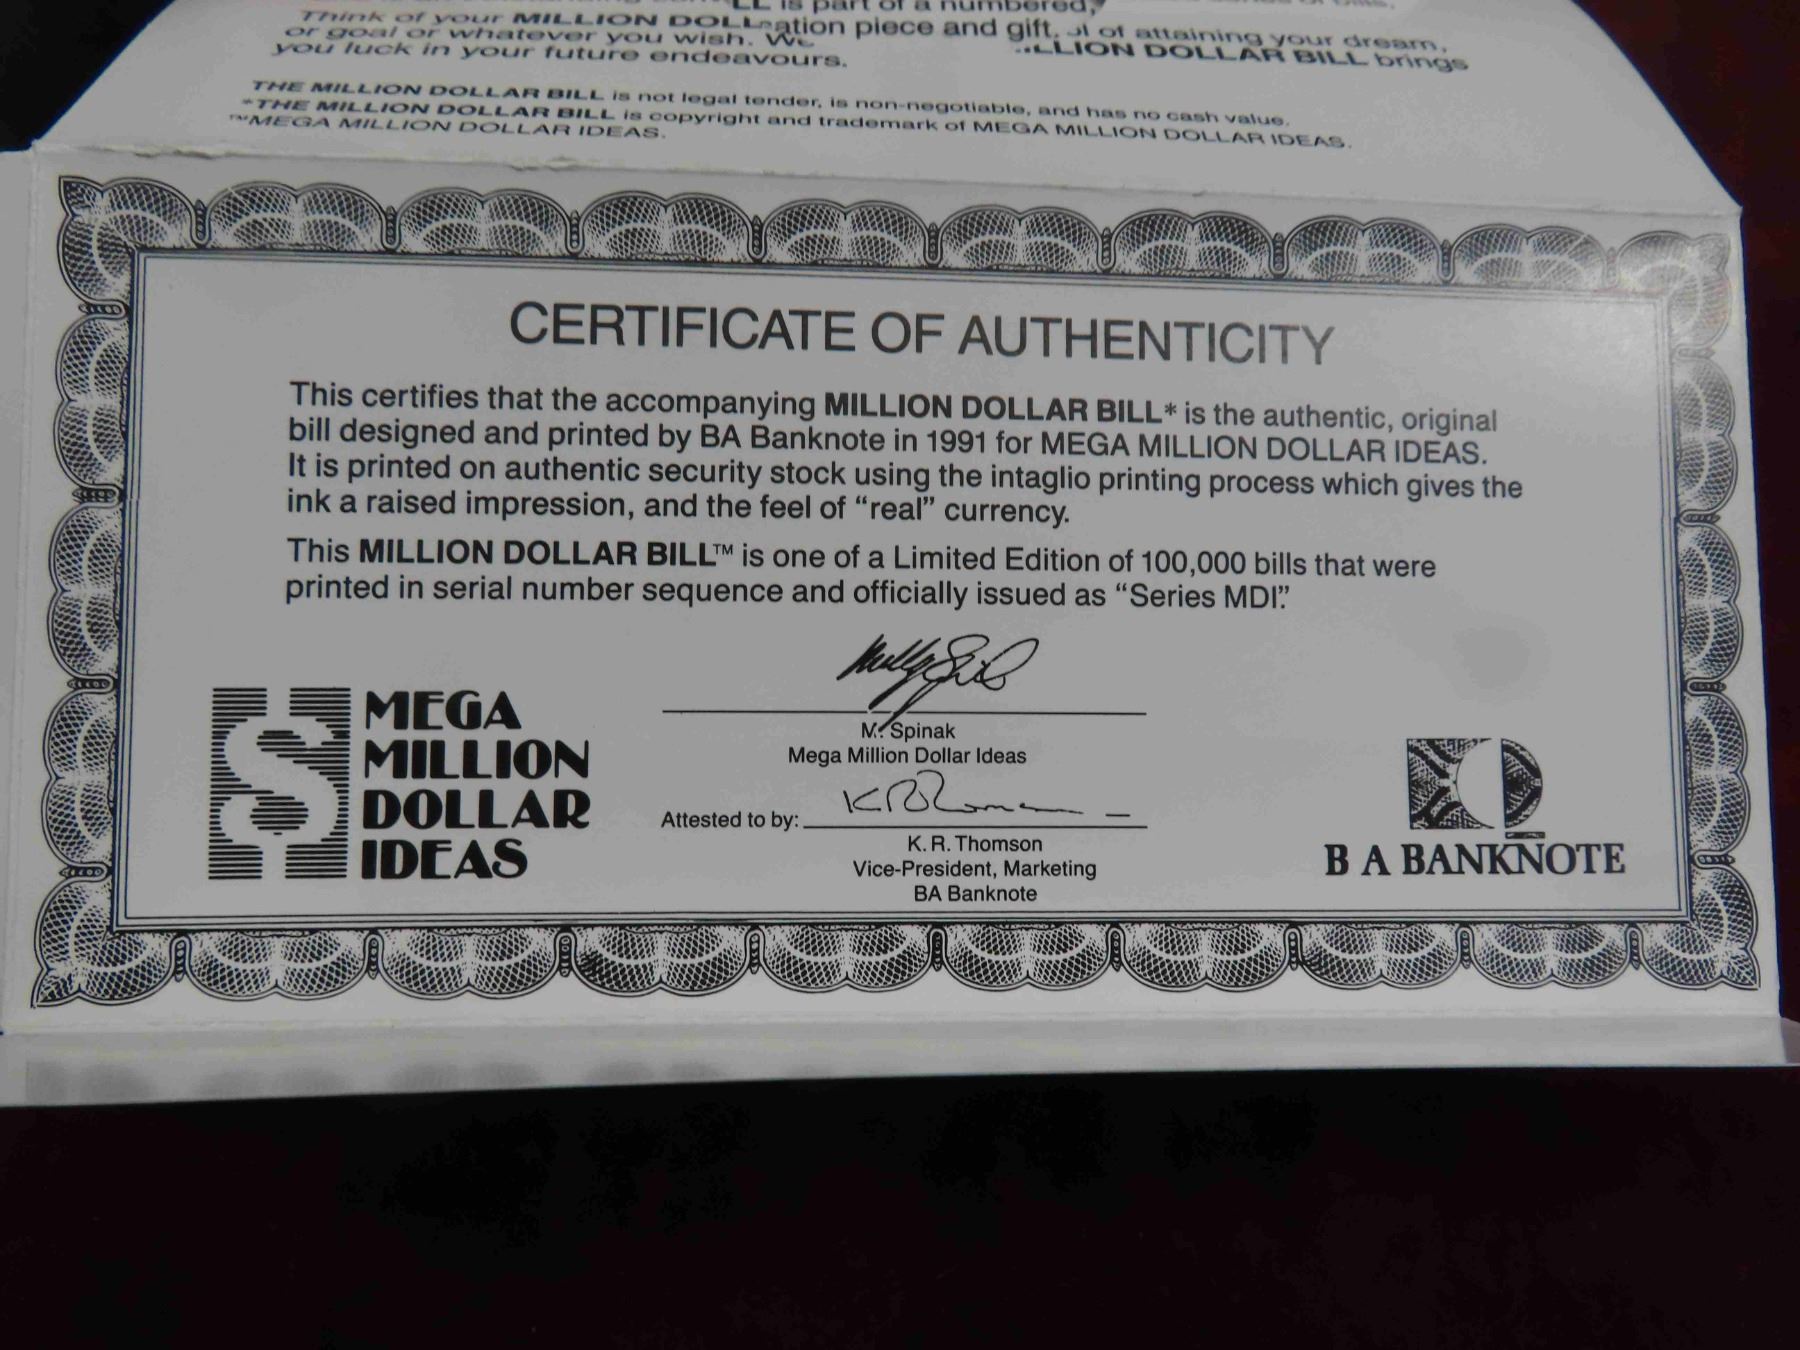 LL is part of a numbered,
Think of your MILLION DOLL
ation piece and gift.
of attaining your dream,
or goal or whatever you wish.
LLION DOLLAR BILL brings
you luck in your future endeavours.
THE MILLION DOLLAR BILL is not legal tender, is non-negotiable, and has no cash value.
*THE MILLION DOLLAR BILL is copyright and trademark of MEGA MILLION DOLLAR IDEAS.
™MEGA MILLION DOLLAR IDEAS.
CERTIFICATE OF AUTHENTICITY
This certifies that the accompanying MILLION DOLLAR BILL* is the authentic, original
bill designed and printed by BA Banknote in 1991 for MEGA MILLION DOLLAR IDEAS.
It is printed on authentic security stock using the intaglio printing process which gives the
ink a raised impression, and the feel of “real” currency.
This MILLION DOLLAR BILL™ is one of a Limited Edition of 100,000 bills that were
printed in serial number sequence and officially issued as “Series MDI”.
MEGA
MILLION
DOLLAR
IDEAS
M. Spinak
Mega Million Dollar Ideas
Attested to by:
K. R. Thomson
Vice-President, Marketing
BA Banknote
B A BANKNOTE